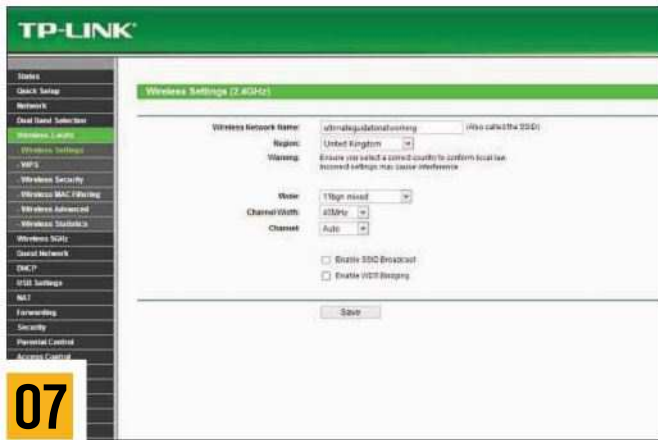 TP-LINK
Status
Quick Setup
Network
Dual Band Selection
Wireless 2.4GHz
- Wireless Settings
- WPS
- Wireless Security
- Wireless MAC Filtering
- Wireless Advanced
- Wireless Statistics
Wireless 5GHz
Guest Network
DHCP
USB Settings
NAT
Forwarding
Security
Parental Control
Access Control
Wireless Settings (2.4GHz)
Wireless Network Name: (Also called the SSID)
Region: United Kingdom
Warning: Ensure you select a correct country to conform local law.
Incorrect settings may cause interference.
Mode: 11bgn mixed
Channel Width: 40MHz
Channel: Auto
Enable SSID Broadcast
Enable WDS Bridging
Save
07